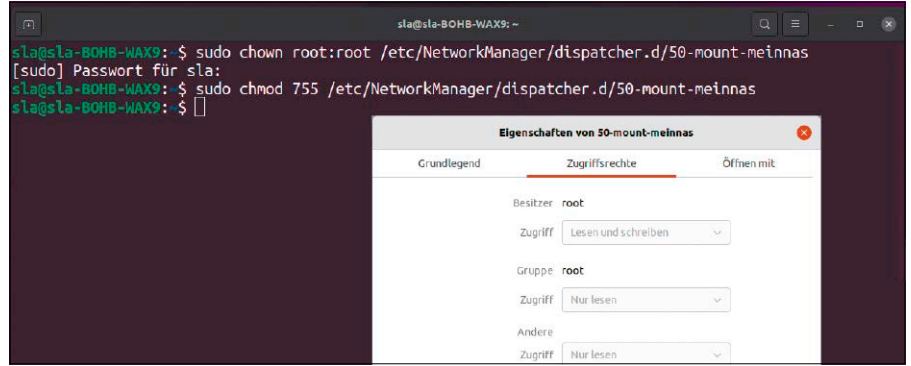 sla@sla-BOHB-WAX9: ~
sla@sla-BOHB-WAX9:~$ sudo chown root:root /etc/NetworkManager/dispatcher.d/50-mount-meinnas
[sudo] Passwort für sla:
sla@sla-BOHB-WAX9:~$ sudo chmod 755 /etc/NetworkManager/dispatcher.d/50-mount-meinnas
sla@sla-BOHB-WAX9:~$
Eigenschaften von 50-mount-meinnas
Grundlegend Zugriffsrechte Öffnen mit
Besitzer root
Zugriff Lesen und schreiben
Gruppe root
Zugriff Nur lesen
Andere
Zugriff Nur lesen